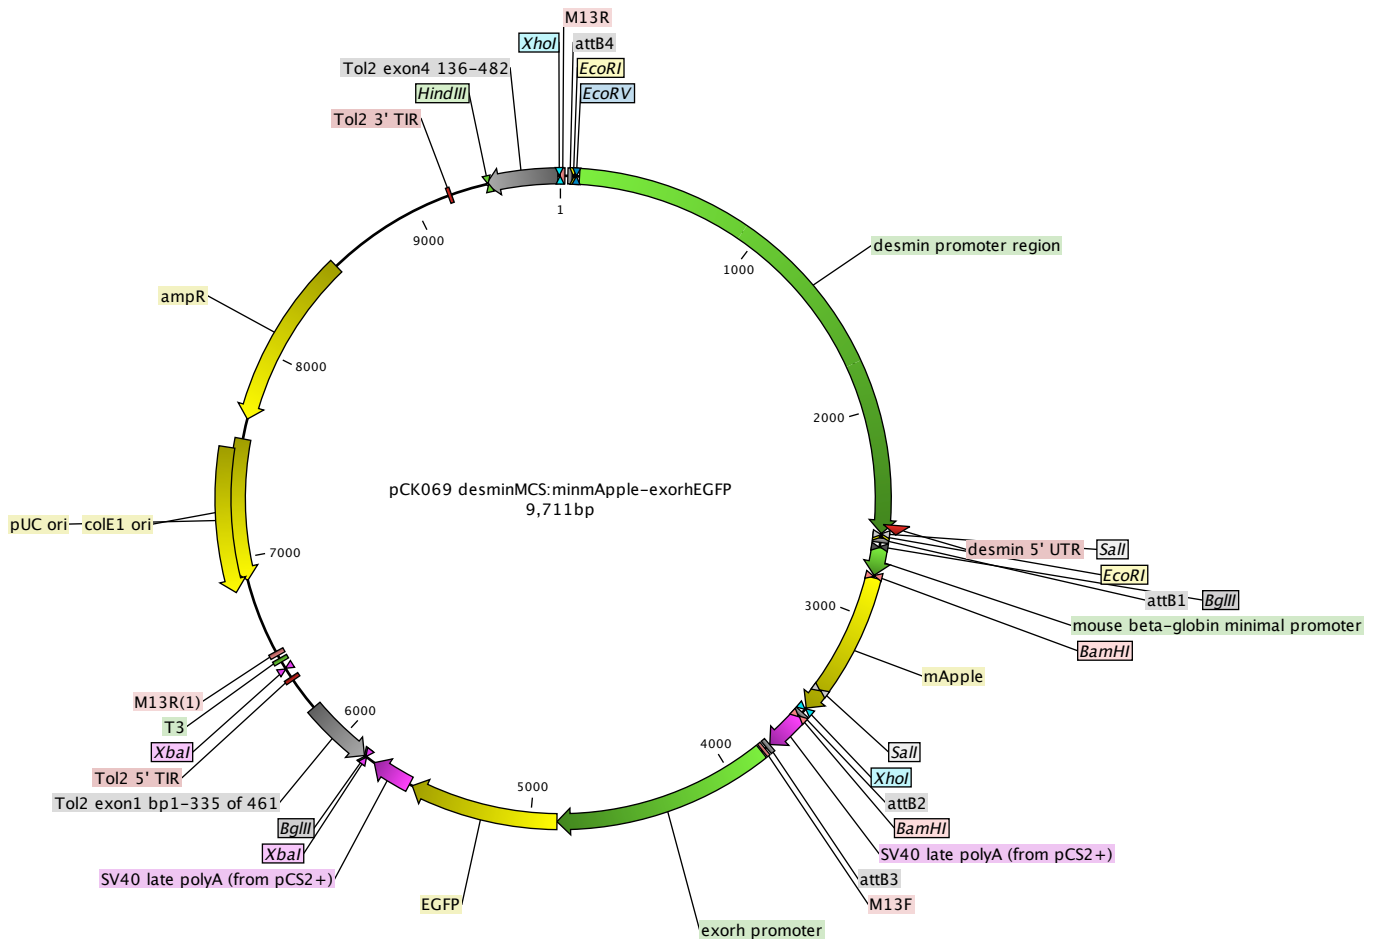 M13R
XhoI
attB4
Tol2 exon4 136-482
EcoRI
HindIII
EcoRV
Tol2 3' TIR
1
9000
1000
desmin promoter region
ampR
8000
2000
pCK069 desminMCS:minmApple-exorhEGFP
9,711bp
pUC ori
colE1 ori
7000
desmin 5' UTR
SalI
EcoRI
attB1
BglII
3000
mouse beta-globin minimal promoter
BamHI
mApple
M13R(1)
T3
6000
XbaI
4000
SalI
Tol2 5' TIR
XhoI
Tol2 exon1 bp1-335 of 461
5000
attB2
BglII
BamHI
XbaI
SV40 late polyA (from pCS2+)
SV40 late polyA (from pCS2+)
attB3
EGFP
M13F
exorh promoter